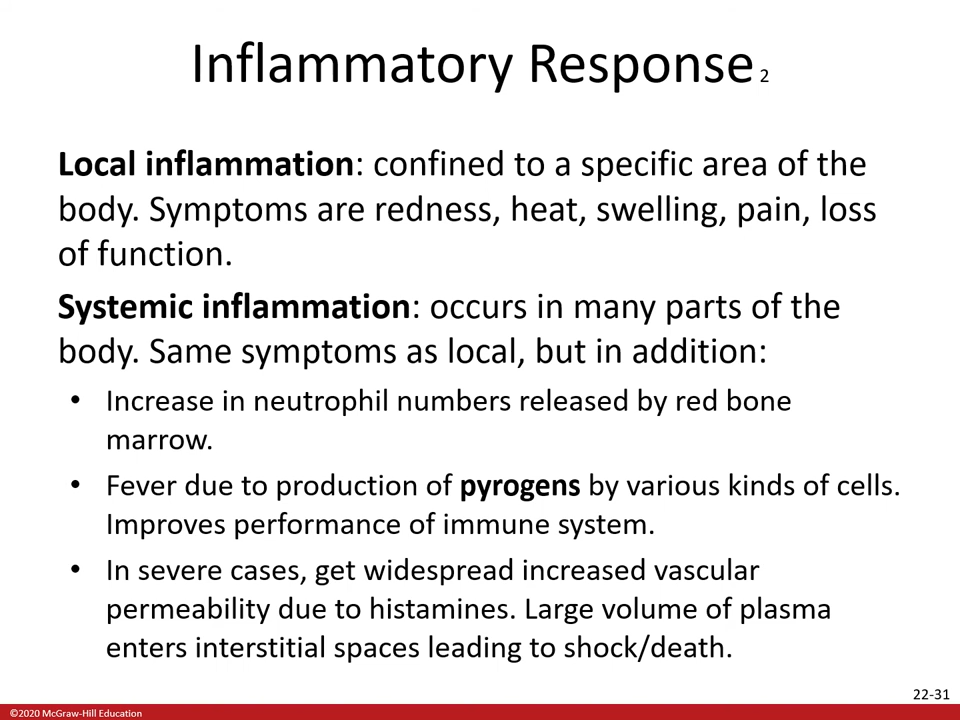 Inflammatory Response 2
Local inflammation: confined to a specific area of the
body. Symptoms are redness, heat, swelling, pain, loss
of function.
Systemic inflammation: occurs in many parts of the
body. Same symptoms as local, but in addition:
• Increase in neutrophil numbers released by red bone
marrow.
• Fever due to production of pyrogens by various kinds of cells.
Improves performance of immune system.
• In severe cases, get widespread increased vascular
permeability due to histamines. Large volume of plasma
enters interstitial spaces leading to shock/death.
22-31
©2020 McGraw-Hill Education